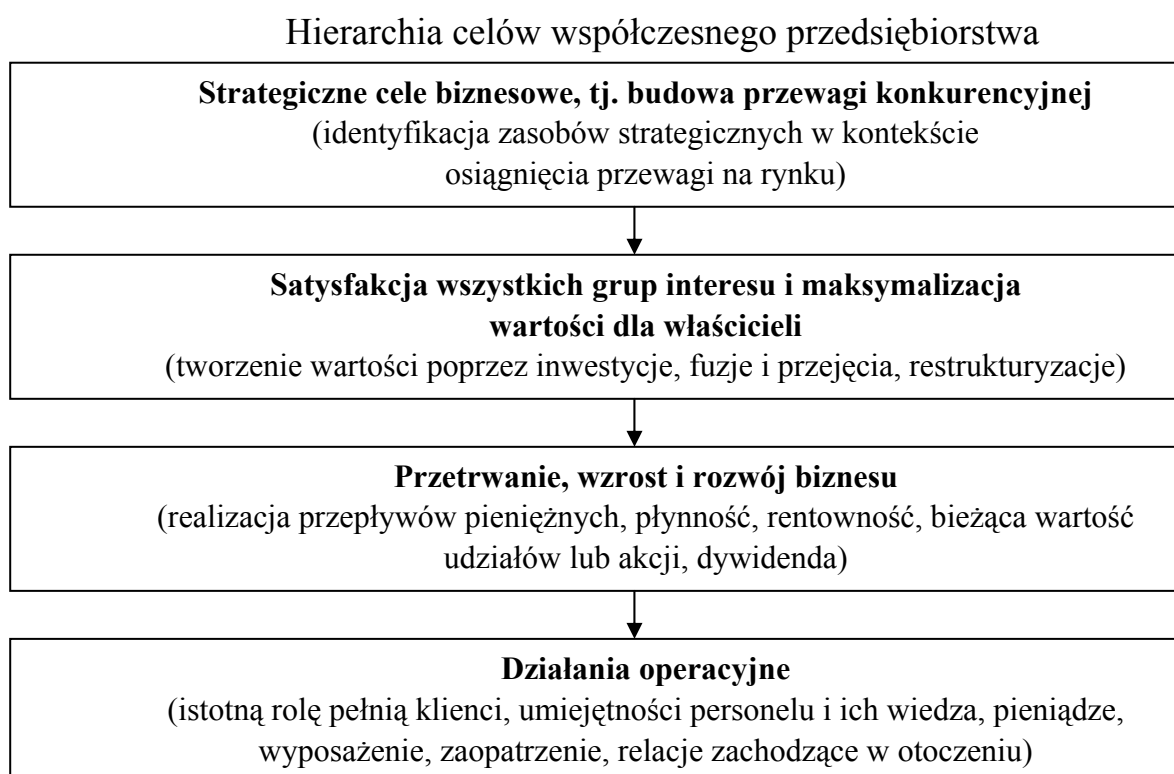 Hierarchia celów współczesnego przedsiębiorstwa
Strategiczne cele biznesowe, tj. budowa przewagi konkurencyjnej
(identyfikacja zasobów strategicznych w kontekście
osiągnięcia przewagi na rynku)
Satysfakcja wszystkich grup interesu i maksymalizacja
wartości dla właścicieli
(tworzenie wartości poprzez inwestycje, fuzje i przejęcia, restrukturyzacje)
Przetrwanie, wzrost i rozwój biznesu
(realizacja przepływów pieniężnych, płynność, rentowność, bieżąca wartość
udziałów lub akcji, dywidenda)
Działania operacyjne
(istotną rolę pełnią klienci, umiejętności personelu i ich wiedza, pieniądze,
wyposażenie, zaopatrzenie, relacje zachodzące w otoczeniu)